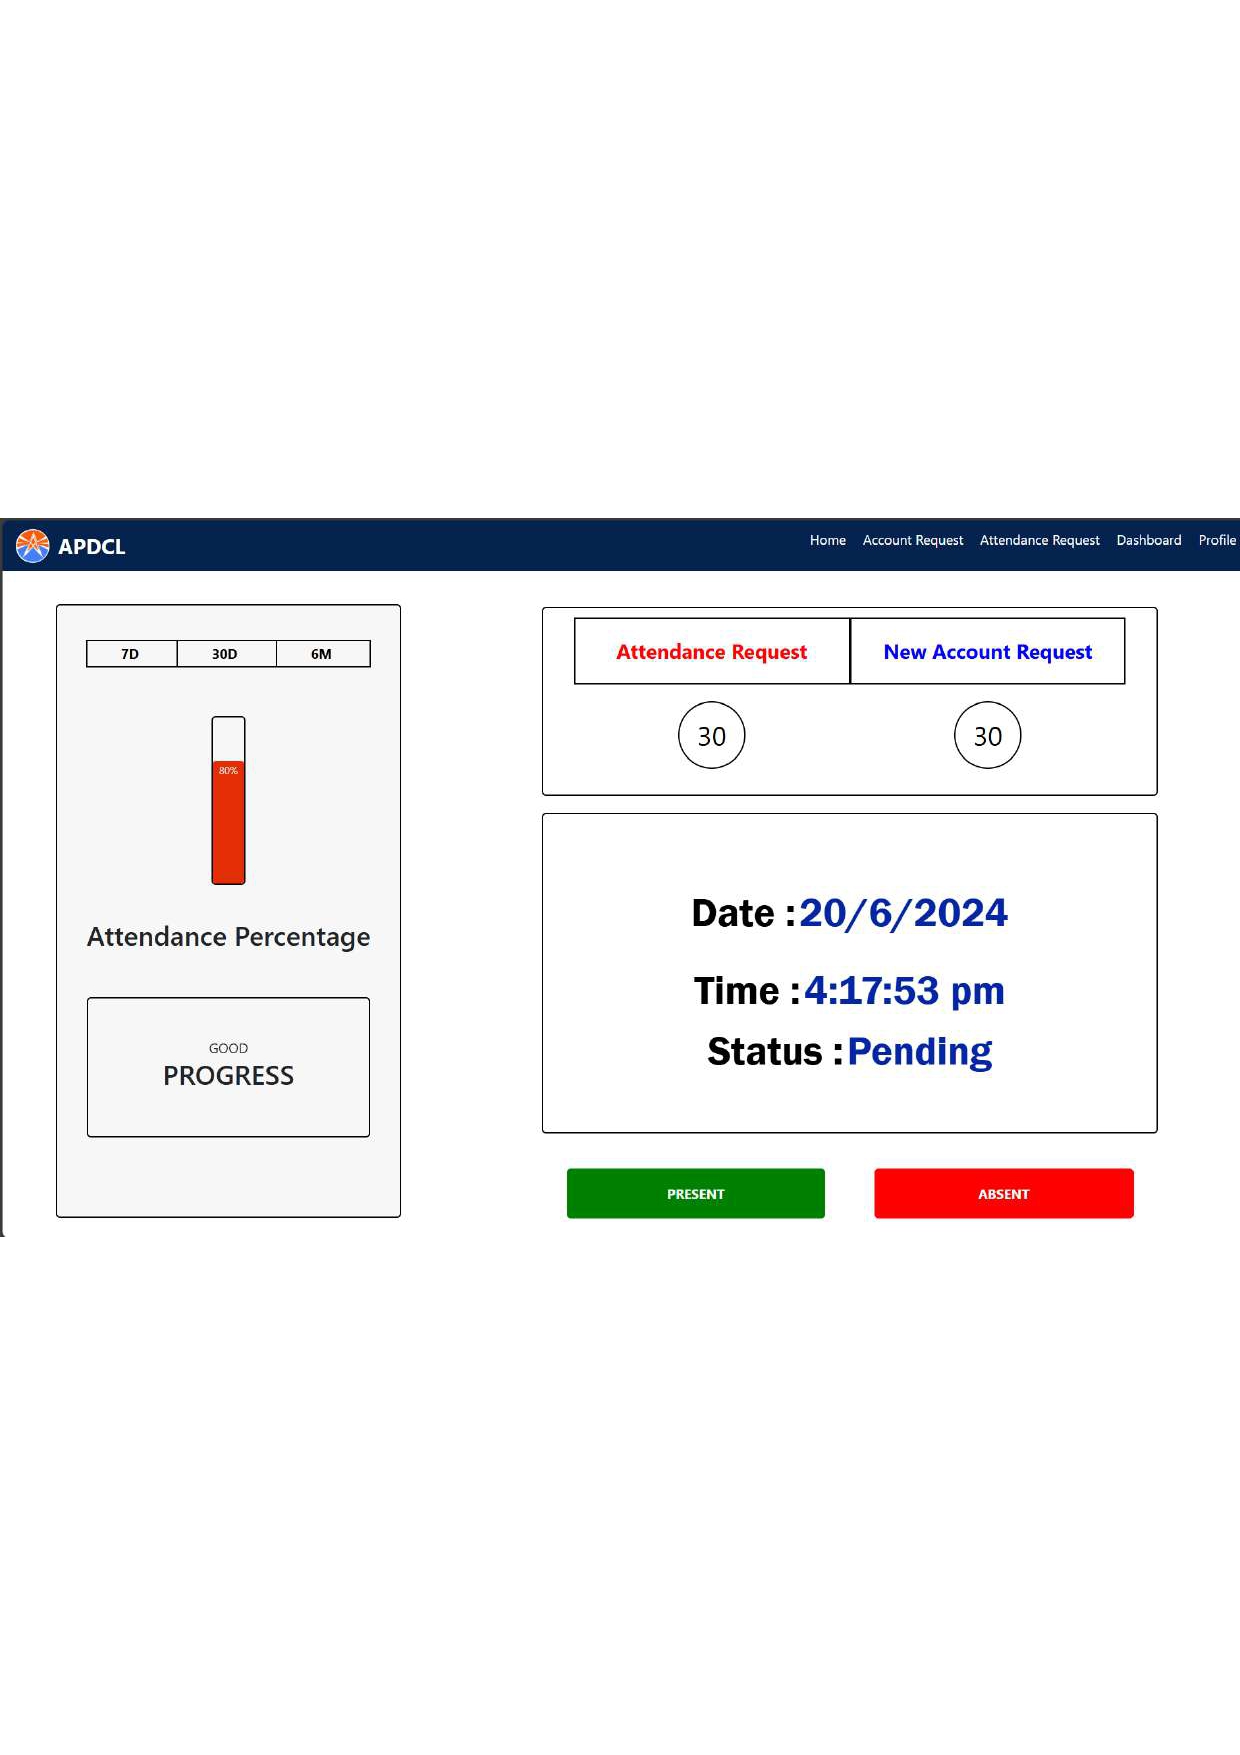 APDCL
Home Account Request Attendance Request Dashboard Profile
7D 30D 6M
80%
Attendance Percentage
GOOD
PROGRESS
Attendance Request New Account Request
30 30
Date :20/6/2024
Time :4:17:53 pm
Status :Pending
PRESENT ABSENT